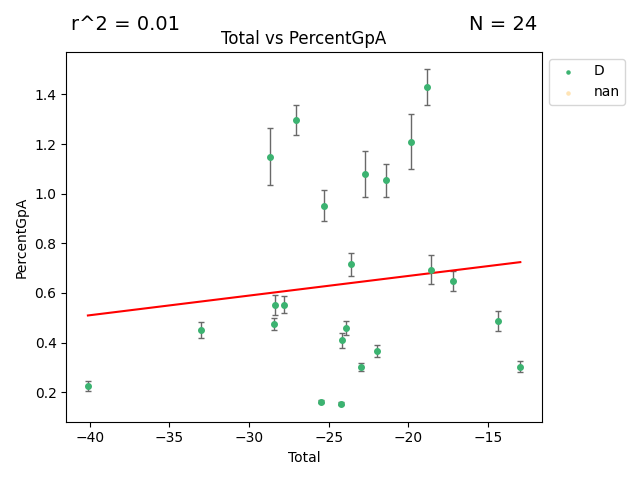 r^2 = 0.01
N = 24
Total vs PercentGpA
D
nan
PercentGpA
1.4
1.2
1.0
0.8
0.6
0.4
0.2
−40
−35
−30
−25
−20
−15
Total